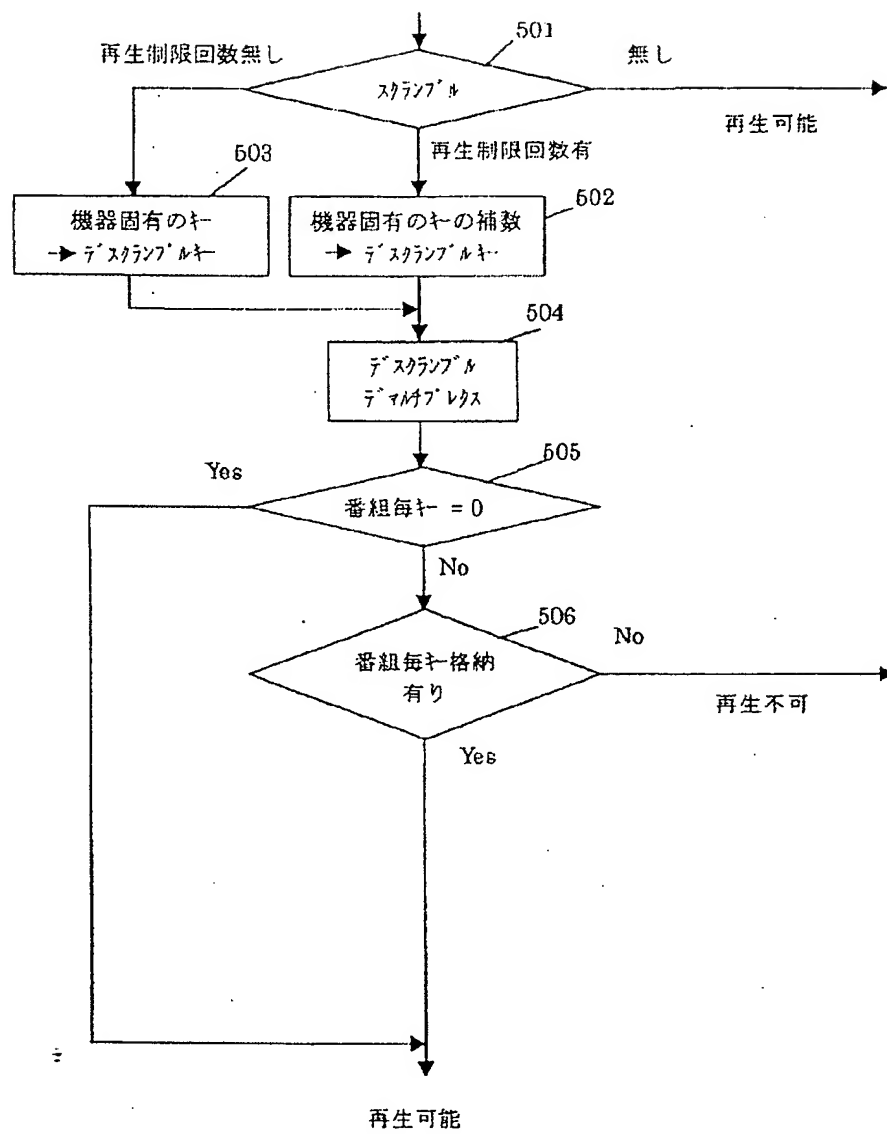 501
再生制限回数無し
無し
スクランブル
再生可能
再生制限回数有
503
502
機器固有のキー
→ デスクランブルキー
機器固有のキーの補数
→ デスクランブルキー
504
デスクランブル
デマルチプレクス
505
Yes
番組毎キー = 0
No
506
No
番組毎キー格納
有り
再生不可
Yes
再生可能